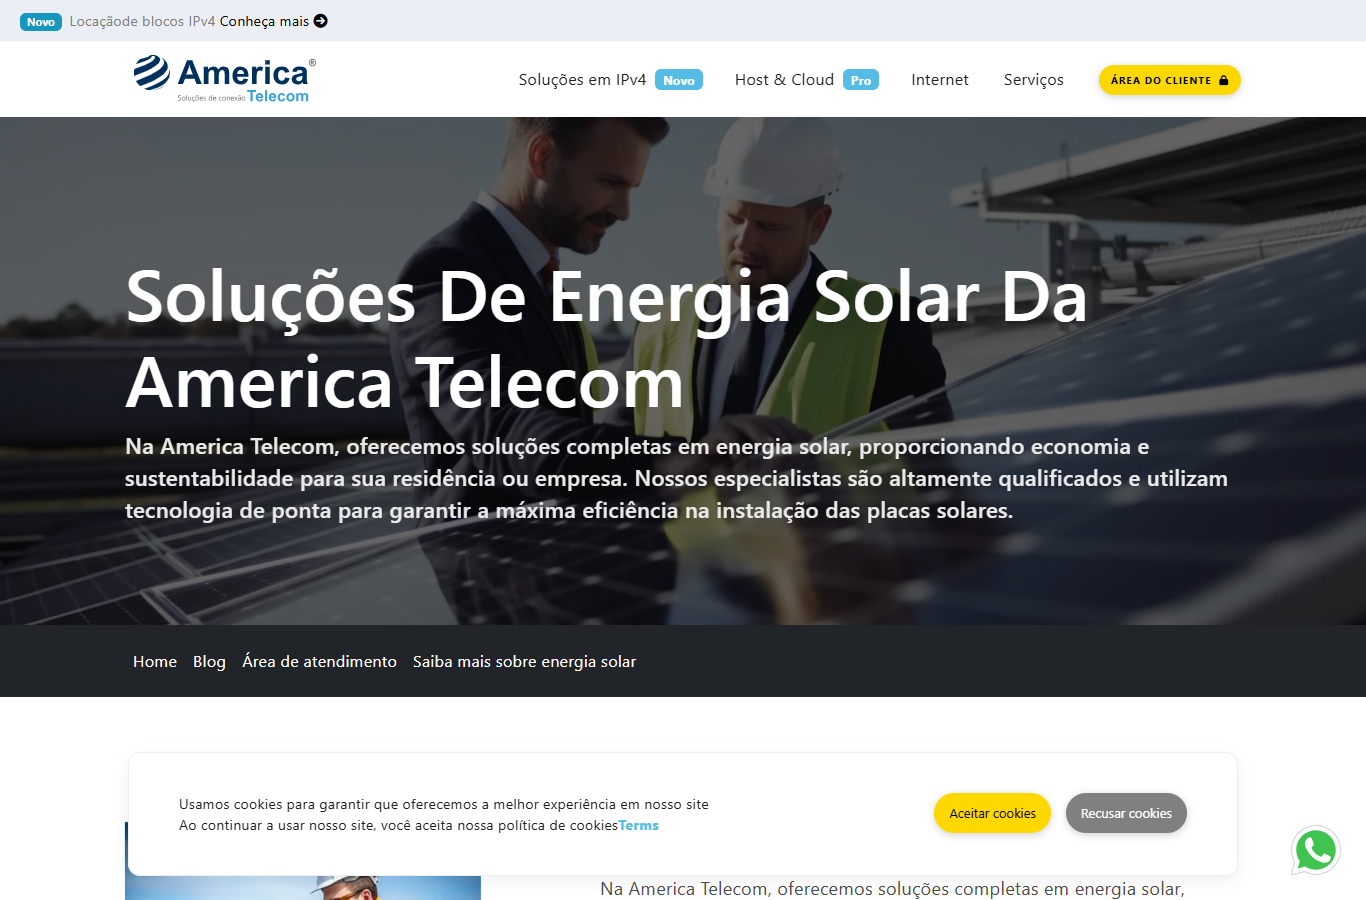 Novo Locaçãode blocos IPv4 Conheça mais
America®
Soluções de conexão Telecom
Soluções em IPv4 Novo Host & Cloud Pro Internet Serviços ÁREA DO CLIENTE
Soluções De Energia Solar Da
America Telecom
Na America Telecom, oferecemos soluções completas em energia solar, proporcionando economia e
sustentabilidade para sua residência ou empresa. Nossos especialistas são altamente qualificados e utilizam
tecnologia de ponta para garantir a máxima eficiência na instalação das placas solares.
Home Blog Área de atendimento Saiba mais sobre energia solar
Usamos cookies para garantir que oferecemos a melhor experiência em nosso site
Ao continuar a usar nosso site, você aceita nossa política de cookiesTerms
Aceitar cookies Recusar cookies
Na America Telecom, oferecemos soluções completas em energia solar,